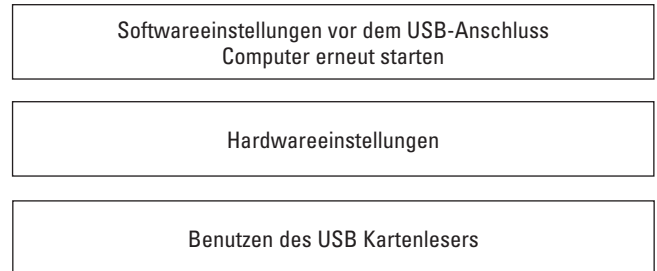 Softwareeinstellungen vor dem USB-Anschluss
Computer erneut starten
Hardwareeinstellungen
Benutzen des USB Kartenlesers